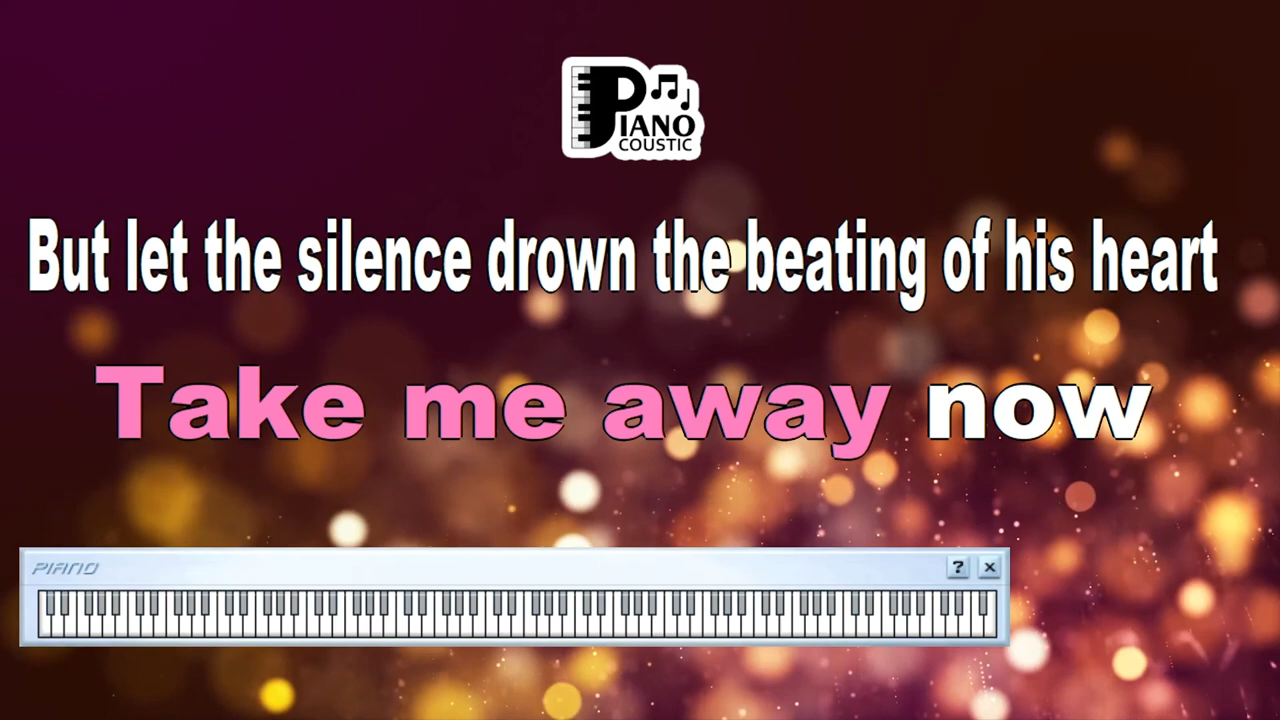 PIANO
COUSTIC
But let the silence drown the beating of his heart
Take me away now
PIANO
? x